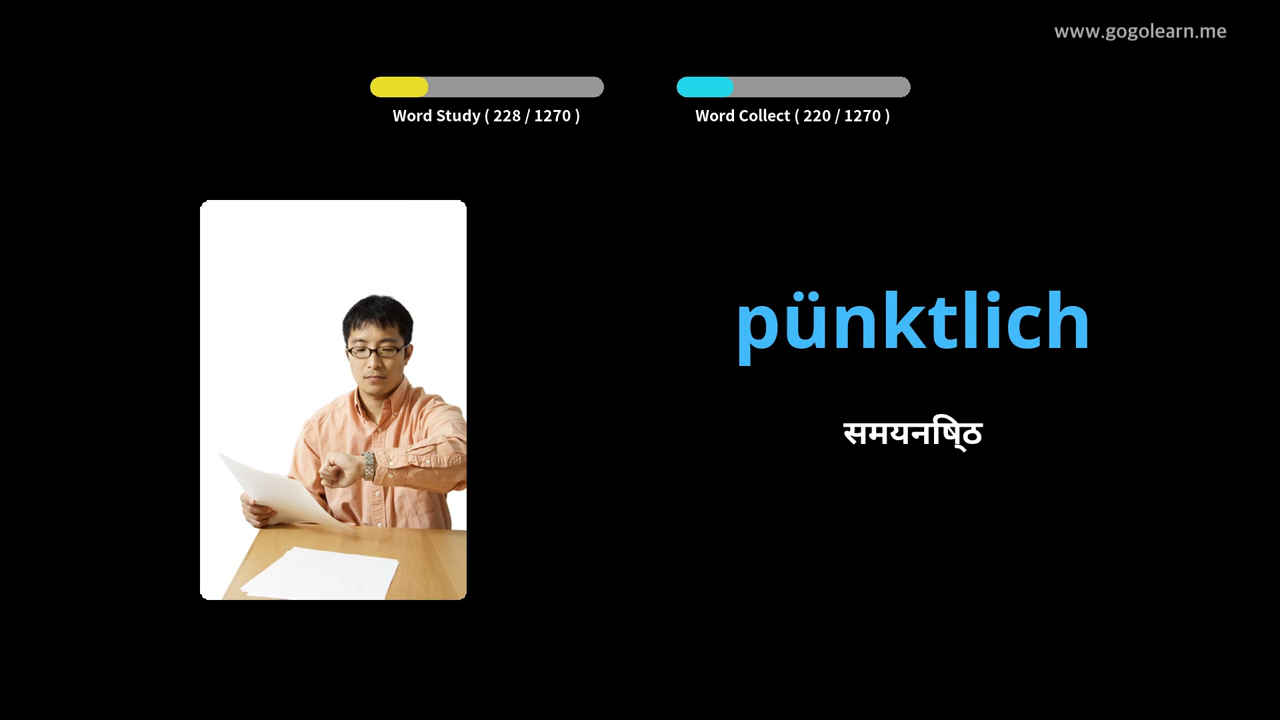 www.gogolearn.me
Word Study ( 228 / 1270 )
Word Collect ( 220 / 1270 )
pünktlich
समयनिष्ठ